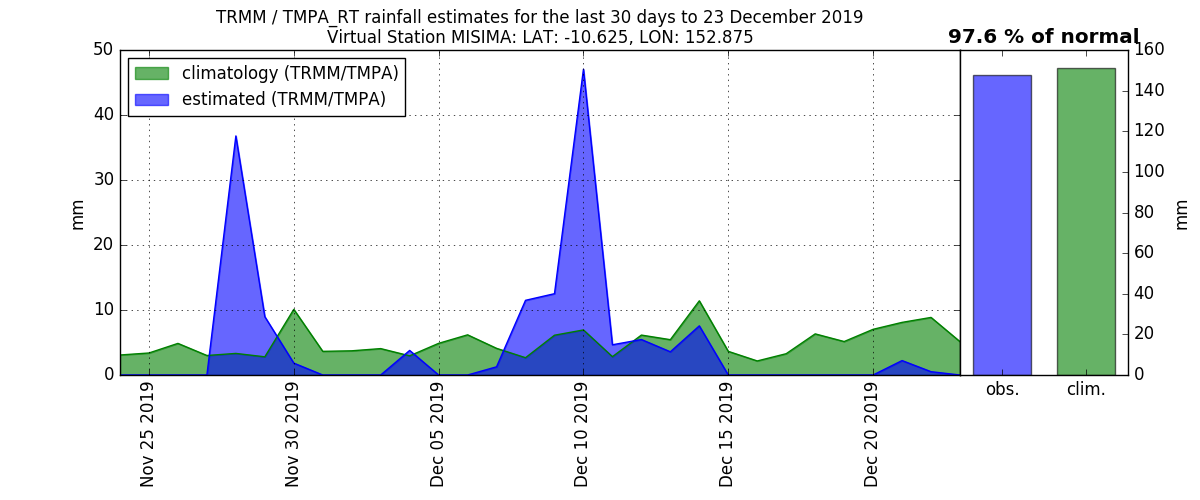 TRMM / TMPA_RT rainfall estimates for the last 30 days to 23 December 2019
Virtual Station MISIMA: LAT: -10.625, LON: 152.875
97.6 % of normal
climatology (TRMM/TMPA)
estimated (TRMM/TMPA)
50
40
30
20
10
0
mm
Nov 25 2019
Nov 30 2019
Dec 05 2019
Dec 10 2019
Dec 15 2019
Dec 20 2019
160
140
120
100
80
60
40
20
0
mm
obs.
clim.